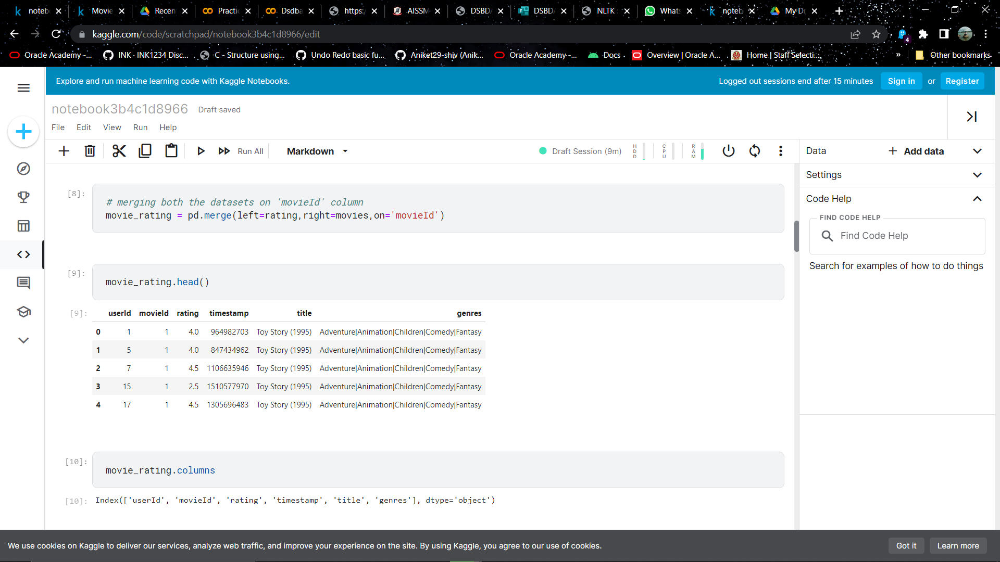 noteb Movie Recen Practic Dsdba https: AISSM DSBDA DSBDA NLTK Whats noteb My Dr
kaggle.com/code/scratchpad/notebook3b4c1d8966/edit
4
Oracle Academy -... INK · INK1234 Disc... C - Structure using... Undo Redo basic fu... Aniket29-shiv (Anik... Oracle Academy -... Docs Overview | Oracle A... Home | Staff Selecti... » Other bookmarks
Explore and run machine learning code with Kaggle Notebooks. Logged out sessions end after 15 minutes Sign in or Register
notebook3b4c1d8966 Draft saved
File Edit View Run Help
Run All Markdown Draft Session (9m) HDD CPU RAM
Data + Add data
Settings
Code Help
FIND CODE HELP
Find Code Help
Search for examples of how to do things
[8]:
# merging both the datasets on 'movieId' column
movie_rating = pd.merge(left=rating,right=movies,on='movieId')
[9]:
movie_rating.head()
[9]: userId movieId rating timestamp title genres
0 1 1 4.0 964982703 Toy Story (1995) Adventure|Animation|Children|Comedy|Fantasy
1 5 1 4.0 847434962 Toy Story (1995) Adventure|Animation|Children|Comedy|Fantasy
2 7 1 4.5 1106635946 Toy Story (1995) Adventure|Animation|Children|Comedy|Fantasy
3 15 1 2.5 1510577970 Toy Story (1995) Adventure|Animation|Children|Comedy|Fantasy
4 17 1 4.5 1305696483 Toy Story (1995) Adventure|Animation|Children|Comedy|Fantasy
[10]:
movie_rating.columns
[10]: Index(['userId', 'movieId', 'rating', 'timestamp', 'title', 'genres'], dtype='object')
We use cookies on Kaggle to deliver our services, analyze web traffic, and improve your experience on the site. By using Kaggle, you agree to our use of cookies. Got it Learn more